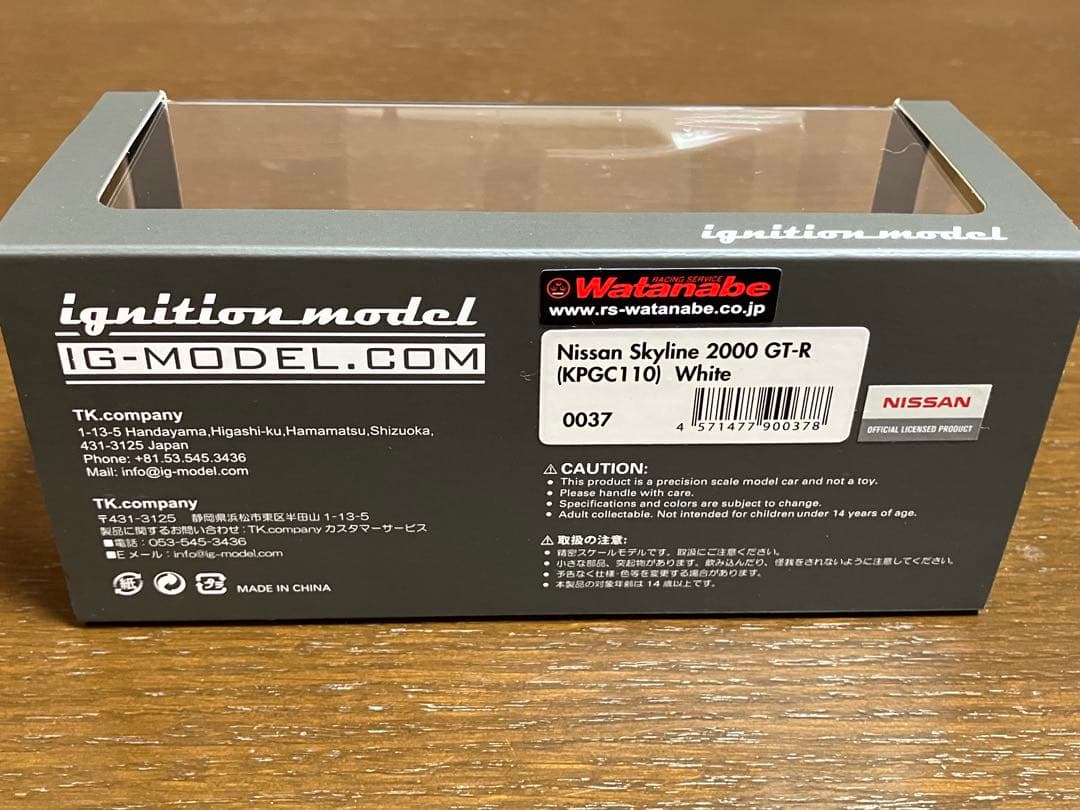 ignition model
ignition model
IG-MODEL.COM
TK.company
1-13-5 Handayama,Higashi-ku,Hamamatsu,Shizuoka,
431-3125 Japan
Phone: +81.53.545.3436
Mail: info@ig-model.com
TK.company
〒431-3125 静岡県浜松市東区半田山 1-13-5
製品に関するお問い合わせ:TK.company カスタマーサービス
■電話:053-545-3436
■E メール:info@ig-model.com
紙
プラ
MADE IN CHINA
RACING SERVICE
Watanabe
www.rs-watanabe.co.jp
Nissan Skyline 2000 GT-R
(KPGC110) White
0037
4 571477 900378
NISSAN
OFFICIAL LICENSED PRODUCT
⚠ CAUTION:
• This product is a precision scale model car and not a toy.
• Please handle with care.
• Specifications and colors are subject to change.
• Adult collectable. Not intended for children under 14 years of age.
⚠ 取扱の注意:
• 精密スケールモデルです。取扱にご注意ください。
• 小さな部品、突起物があります。飲み込んだり、怪我をされないように注意してください。
• 予告なく仕様・色等を変更する場合があります。
• 本製品の対象年齢は 14 歳以上です。